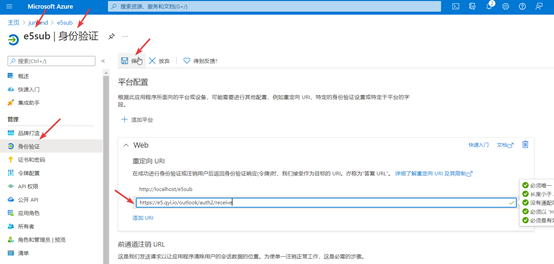 Microsoft Azure
搜索资源、服务和文档(G+/)
主页 > > e5sub >
e5sub | 身份验证
搜索(Ctrl+/)
保存
放弃
得到反馈?
概述
快速入门
集成助手
管理
品牌打造
身份验证
证书和密码
令牌配置
API 权限
公开 API
应用角色
所有者
角色和管理员 | 预览
清单
平台配置
根据此应用程序所面向的平台或设备，可能需要进行其他配置，例如重定向 URI、特定的身份验证设置或特定于平台的字
段。
添加平台
Web
快速入门
文档
重定向 URI
在成功进行身份验证或注销用户后返回身份验证响应(令牌)时，我们接受作为目标的 URI。亦称为“答复 URL”。 详细了解重定向 URI 及其限制
http://localhost/e5sub
https://e5.qyi.io/outlook/auth2/receive
添加 URI
必须唯一
长度小于
没有通配
必须以 "H
必须是有效
前通道注销 URL
这是我们发送请求以让应用程序清除用户的会话数据的位置。为使单一注销正常工作，这是必需的步骤。